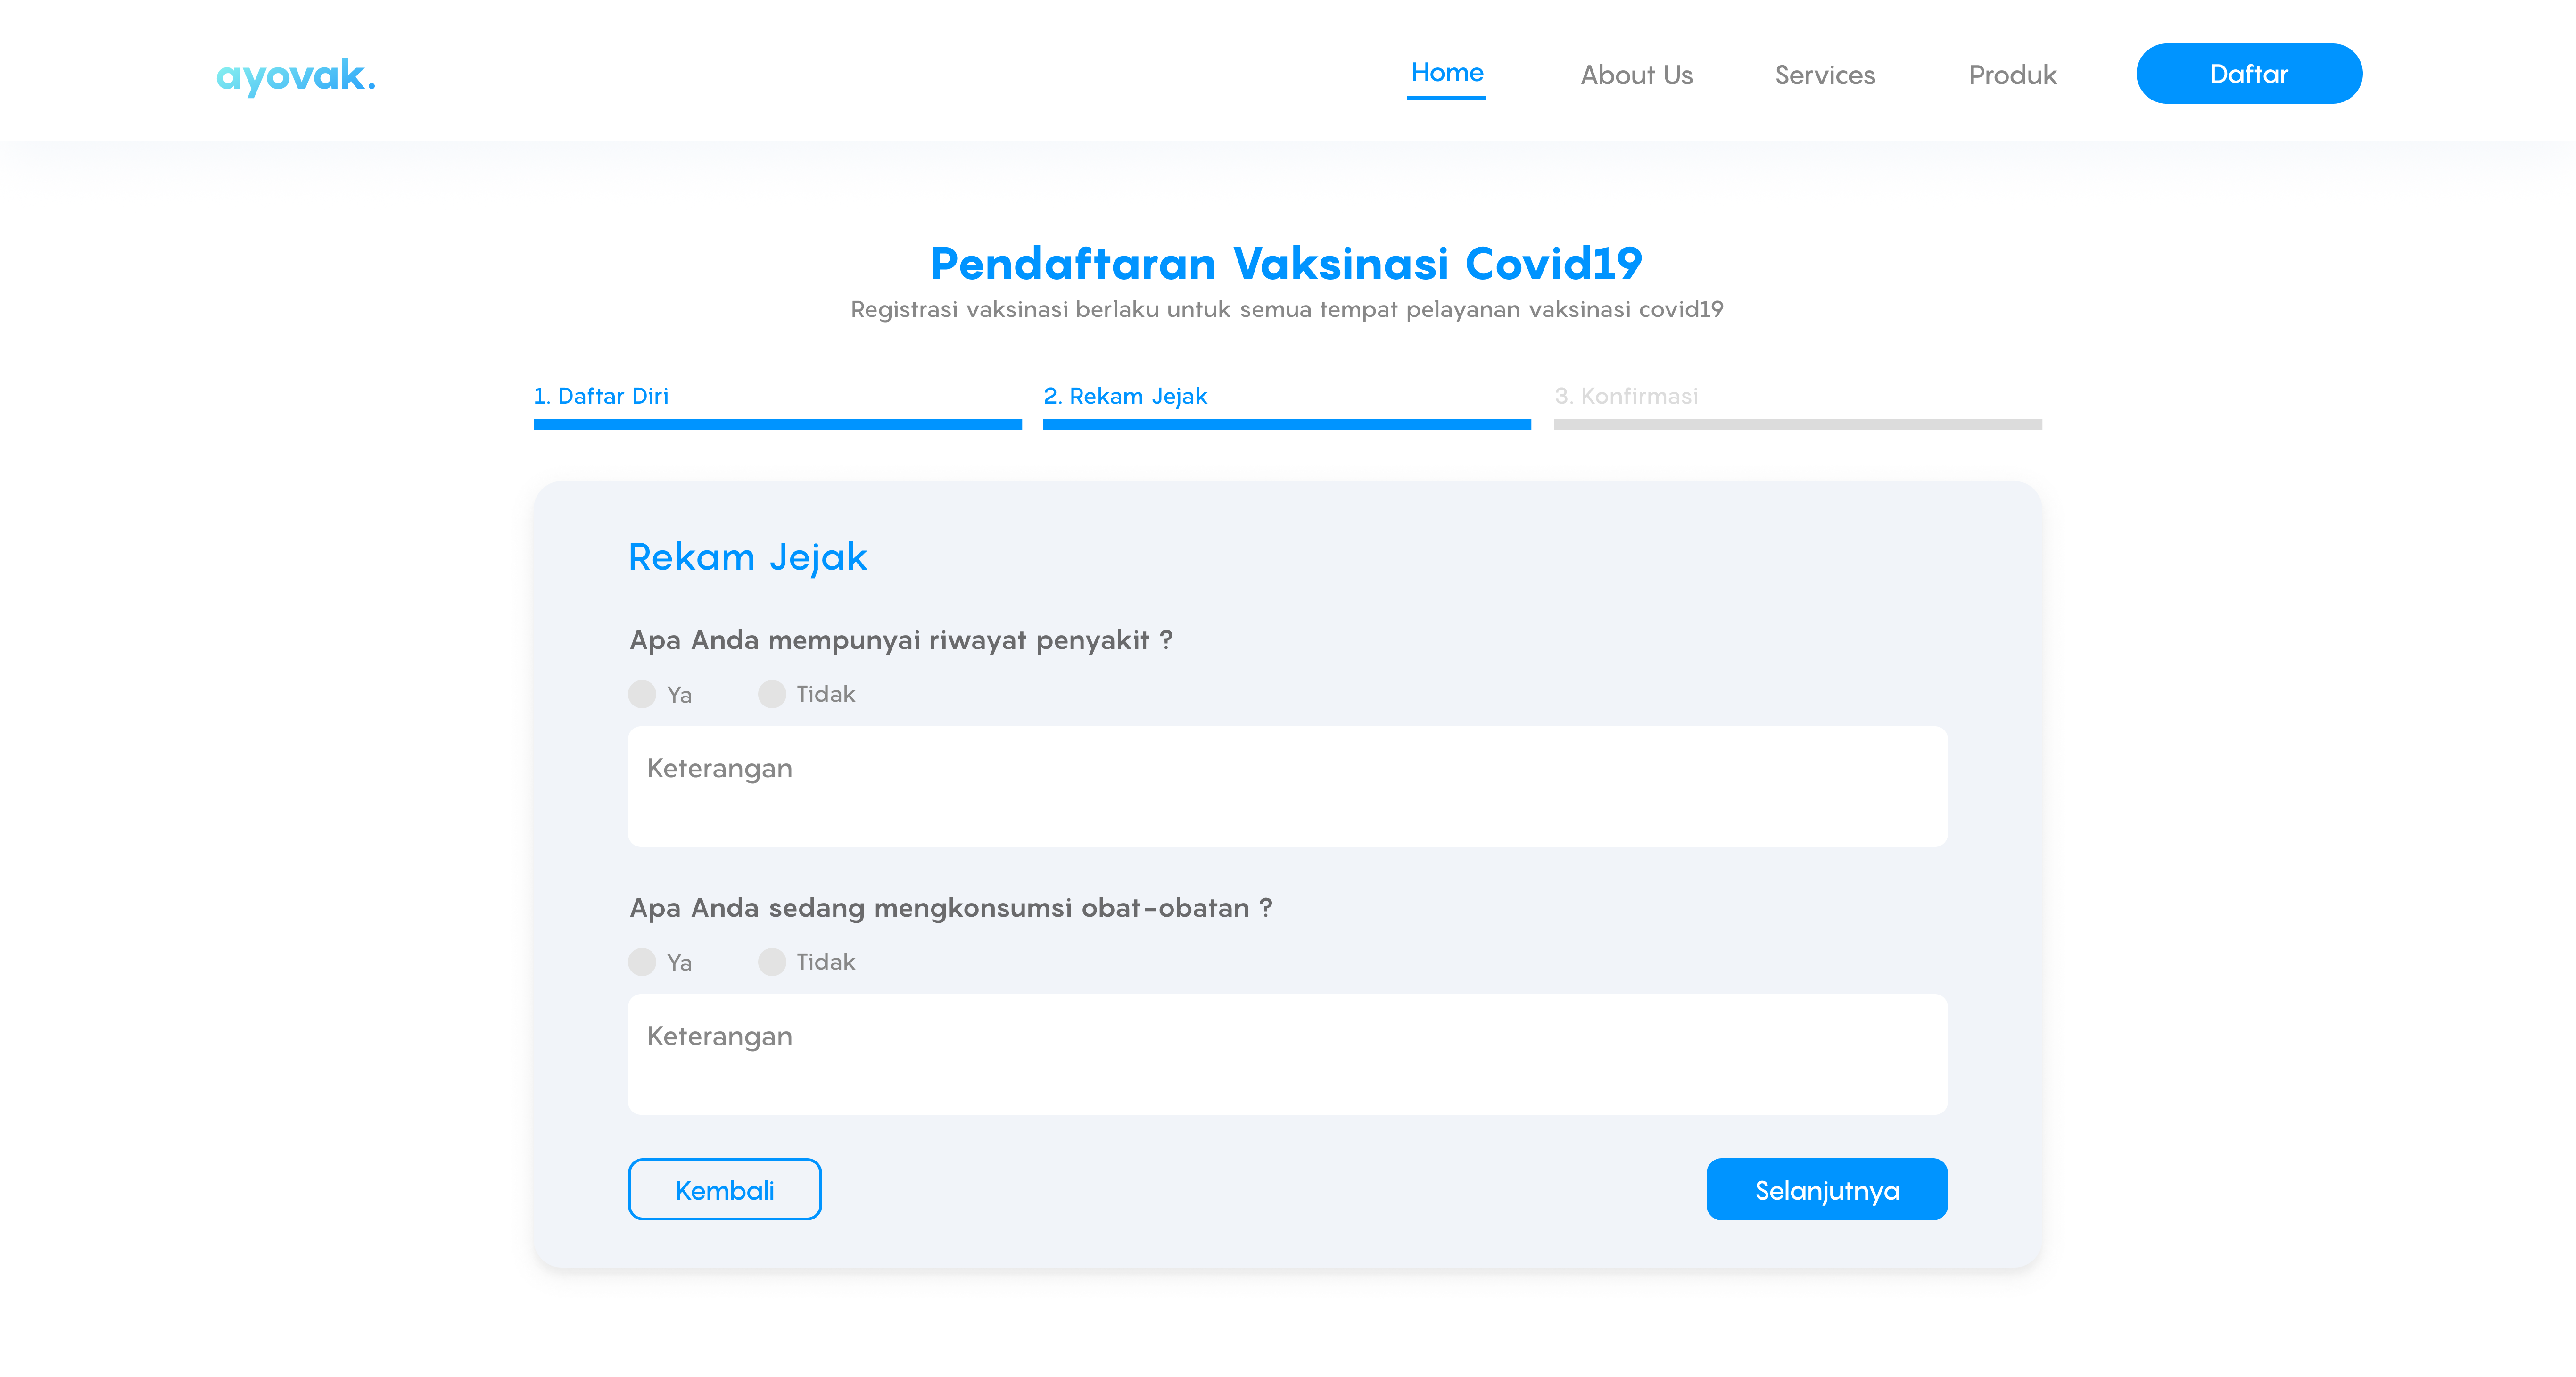 ayovak.
Home About Us Services Produk Daftar
Pendaftaran Vaksinasi Covid19
Registrasi vaksinasi berlaku untuk semua tempat pelayanan vaksinasi covid19
1. Daftar Diri 2. Rekam Jejak 3. Konfirmasi
Rekam Jejak
Apa Anda mempunyai riwayat penyakit ?
Ya Tidak
Keterangan
Apa Anda sedang mengkonsumsi obat-obatan ?
Ya Tidak
Keterangan
Kembali Selanjutnya